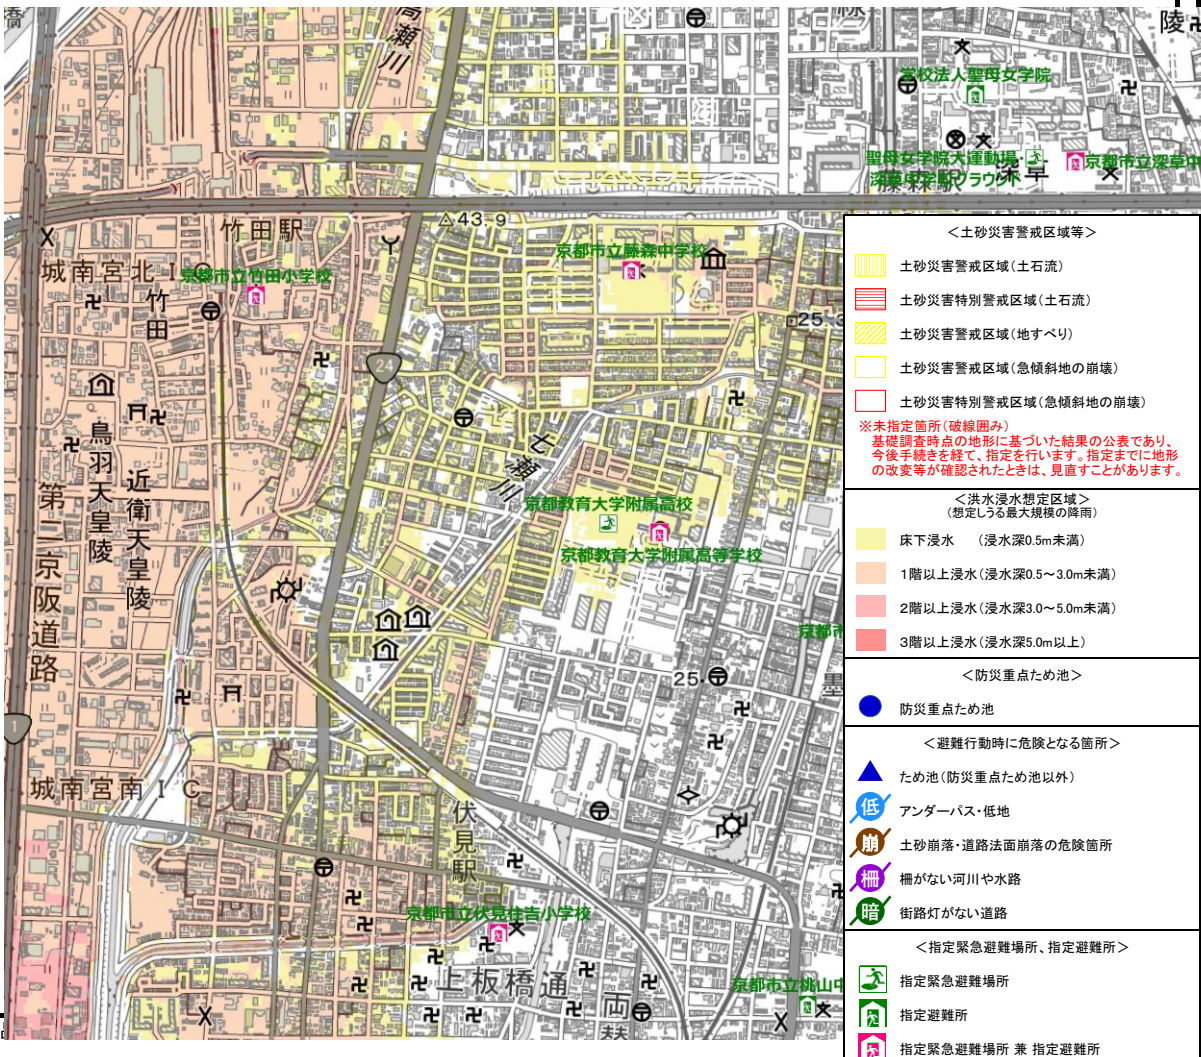 橋
高瀬川
緑
陵
学校法人聖母女学院
聖母女学院大運動場
京都市立深草中
深草
竹田駅
43.9
城南宮北IC
京都市立竹田小学校
京都市立藤森中学校
竹田
25.3
24
鳥羽天皇陵
近衛天皇陵
第二京阪道路
七瀬川
京都教育大学附属高校
京都教育大学附属高等学校
京都市
25.
墨
1
城南宮南IC
伏見駅
京都市立伏見住吉小学校
上板橋通
両替
京都市立桃山中
＜土砂災害警戒区域等＞
土砂災害警戒区域（土石流）
土砂災害特別警戒区域（土石流）
土砂災害警戒区域（地すべり）
土砂災害警戒区域（急傾斜地の崩壊）
土砂災害特別警戒区域（急傾斜地の崩壊）
※未指定箇所（破線囲み）
基礎調査時点の地形に基づいた結果の公表であり、
今後手続きを経て、指定を行います。指定までに地形
の改変等が確認されたときは、見直すことがあります。
＜洪水浸水想定区域＞
（想定しうる最大規模の降雨）
床下浸水　（浸水深0.5m未満）
1階以上浸水（浸水深0.5～3.0m未満）
2階以上浸水（浸水深3.0～5.0m未満）
3階以上浸水（浸水深5.0m以上）
＜防災重点ため池＞
防災重点ため池
＜避難行動時に危険となる箇所＞
ため池（防災重点ため池以外）
低 アンダーパス・低地
崩 土砂崩落・道路法面崩落の危険箇所
柵 柵がない河川や水路
暗 街路灯がない道路
＜指定緊急避難場所、指定避難所＞
指定緊急避難場所
指定避難所
指定緊急避難場所 兼 指定避難所